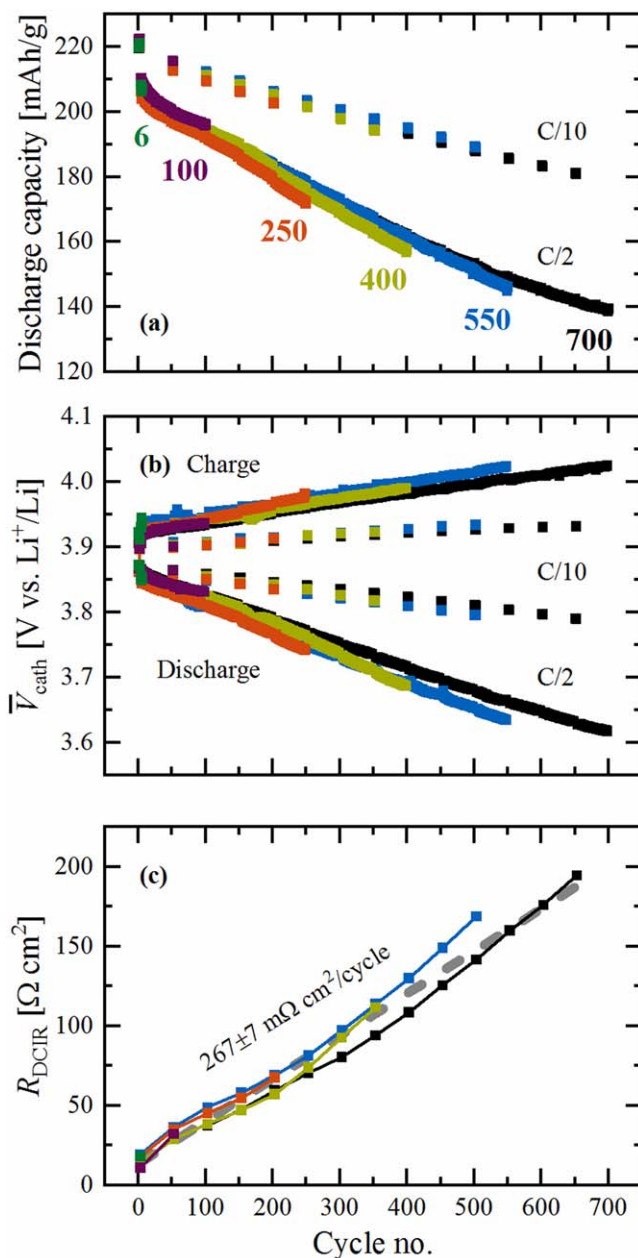 220
200
180
160
140
120
Discharge capacity [mAh/g]
6
100
250
400
550
700
C/10
C/2
(a)
4.1
4.0
3.9
3.8
3.7
3.6
V̅cath [V vs. Li⁺/Li]
(b)
Charge
C/10
Discharge
C/2
200
150
100
50
0
R_DCIR [Ω cm²]
(c)
267±7 mΩ cm²/cycle
0 100 200 300 400 500 600 700
Cycle no.